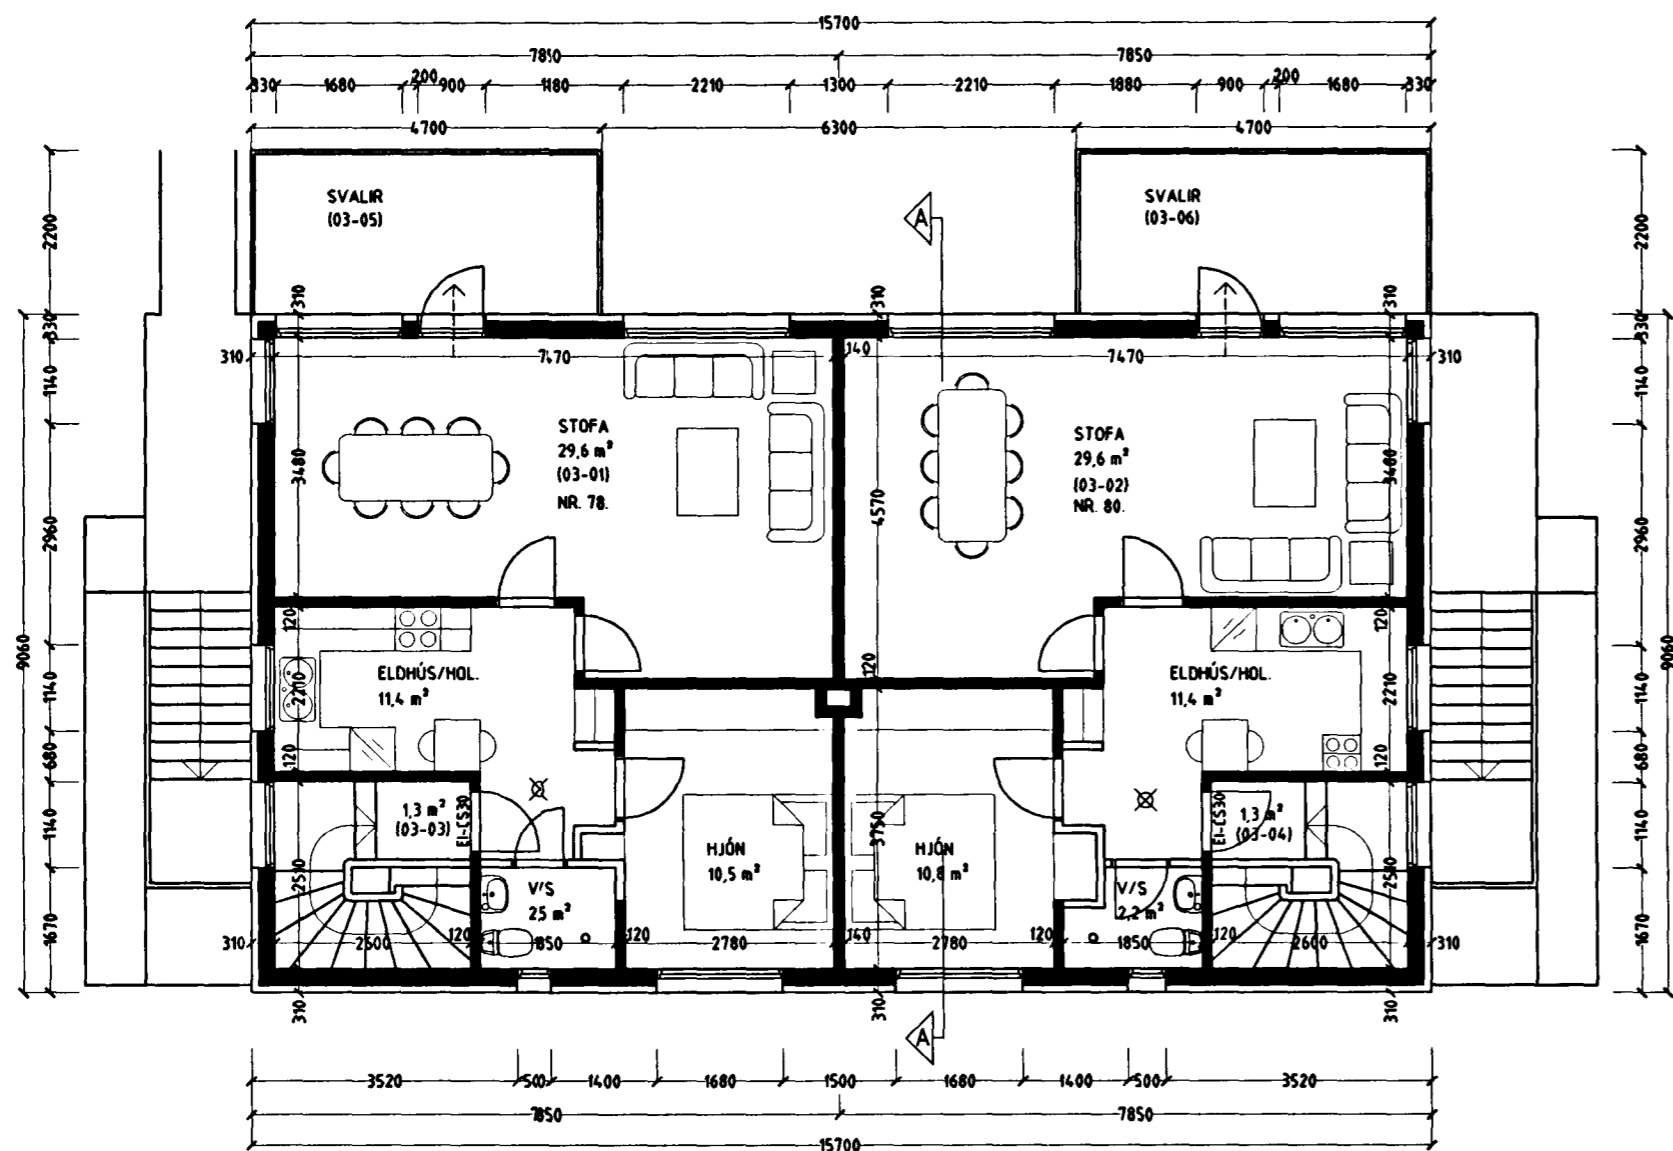 15700
7850 7850
330 1680 200 900 1180 2210 1300 2210 1880 900 200 1680 330
4700 6300 4700
SVALIR
(03-05)
SVALIR
(03-06)
A
2200 2200
310 310 310
330 330
310 7470 140 7470 310
1140 1140
STOFA
29,6 m²
(03-01)
NR. 78.
STOFA
29,6 m²
(03-02)
NR. 80.
3480 4570 3480
2960 2960
9060 9060
120 120 120
ELDHÚS/HOL.
11,4 m²
ELDHÚS/HOL.
11,4 m²
2210 2210
1140 1140
680 680
120 120
1,3 m²
(03-03)
EI-CS30
EI-CS30
1,3 m²
(03-04)
1140 1140
HJÓN
10,5 m²
HJÓN
10,8 m²
3750
V/S
2,5 m²
V/S
2,2 m²
1670 1670
310 120 1850 120 2780 140 2780 120 1850 120 2600 310
310 310 310
A
3520 500 1400 1680 1500 1680 1400 500 3520
7850 7850
15700